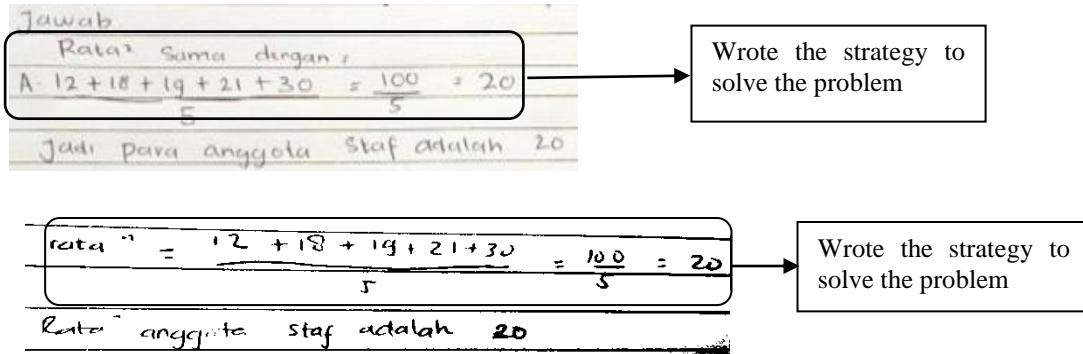 Jawab
Rata² sama dengan :
A. 12 + 18 + 19 + 21 + 30 = 100 = 20
5 5
Jadi para anggota staf adalah 20
Wrote the strategy to
solve the problem
rata " = 12 + 18 + 19 + 21 + 30 = 100 = 20
5 5
Rata " anggota staf adalah 20
Wrote the strategy to
solve the problem